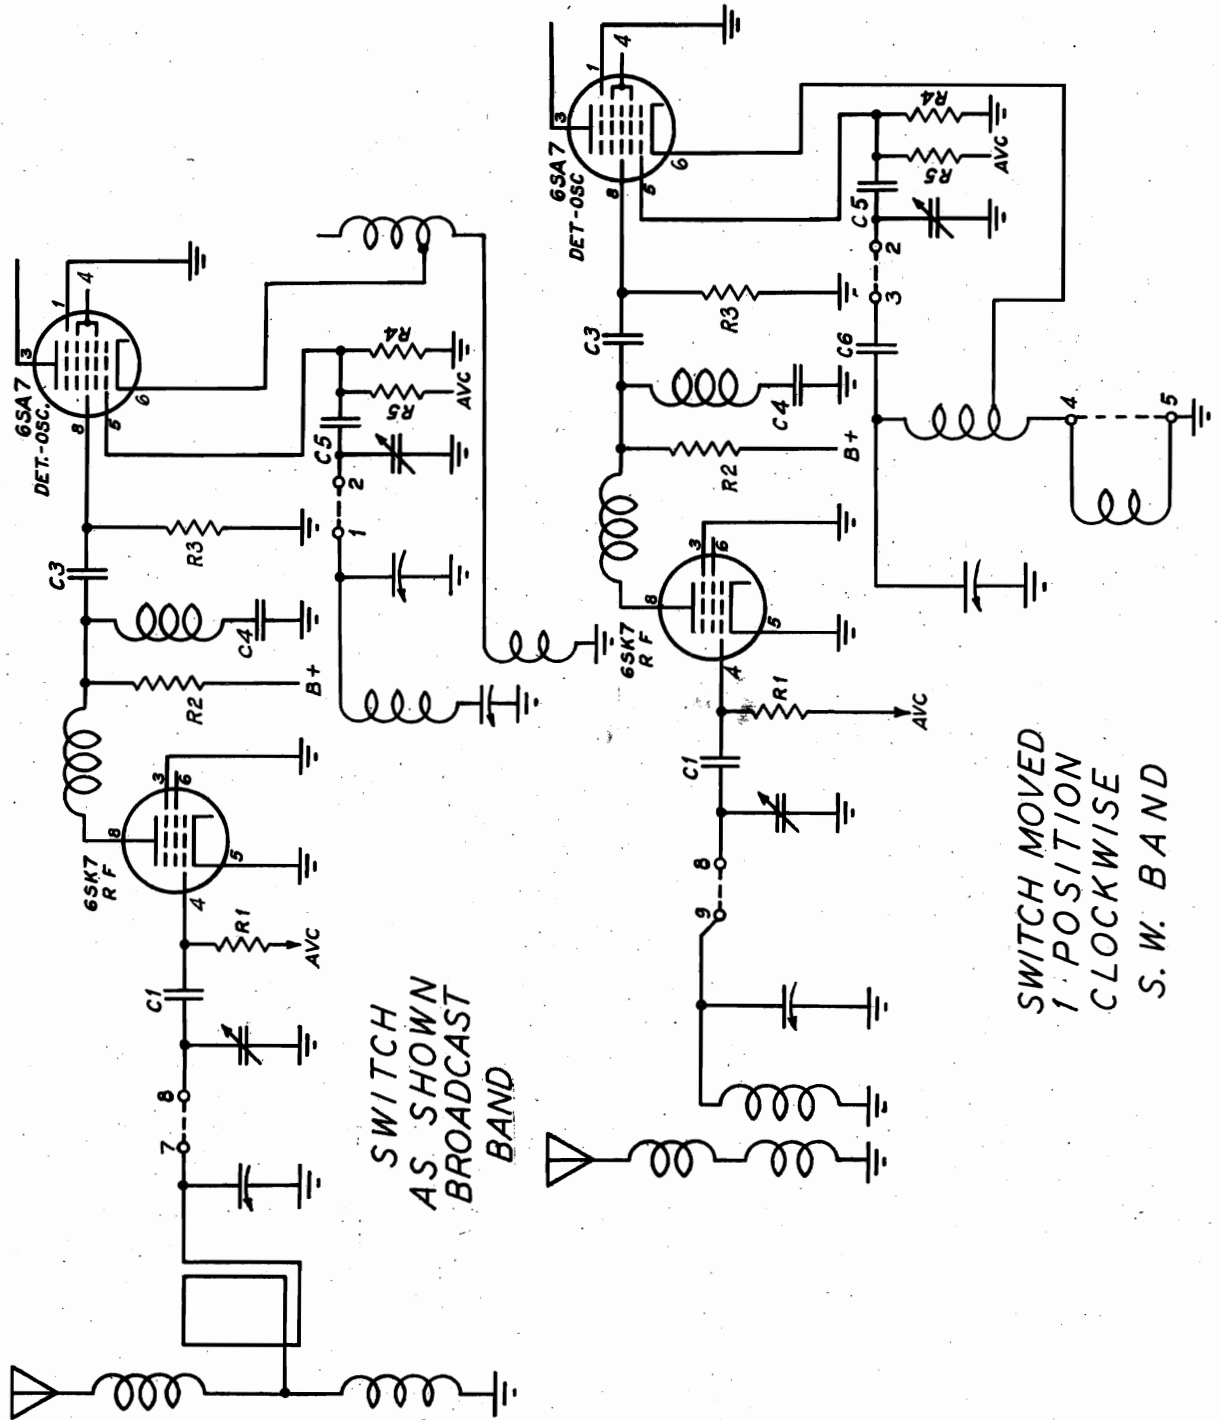 6SK7
R F
8
3
6
5
4
R1
AVC
C1
8
7
R2
B+
C4
C3
R3
6SA7
DET.-OSC.
3
1
4
8
5
6
C5
R5
AVC
R4
2
1
SWITCH
AS SHOWN
BROADCAST
BAND
6SK7
R F
8
3
6
5
4
R1
AVC
C1
8
9
R2
B+
C4
C3
R3
6SA7
DET-OSC
3
1
4
8
5
6
C5
R5
AVC
R4
2
3
C6
4
5
SWITCH MOVED
1 POSITION
CLOCKWISE
S. W. BAND